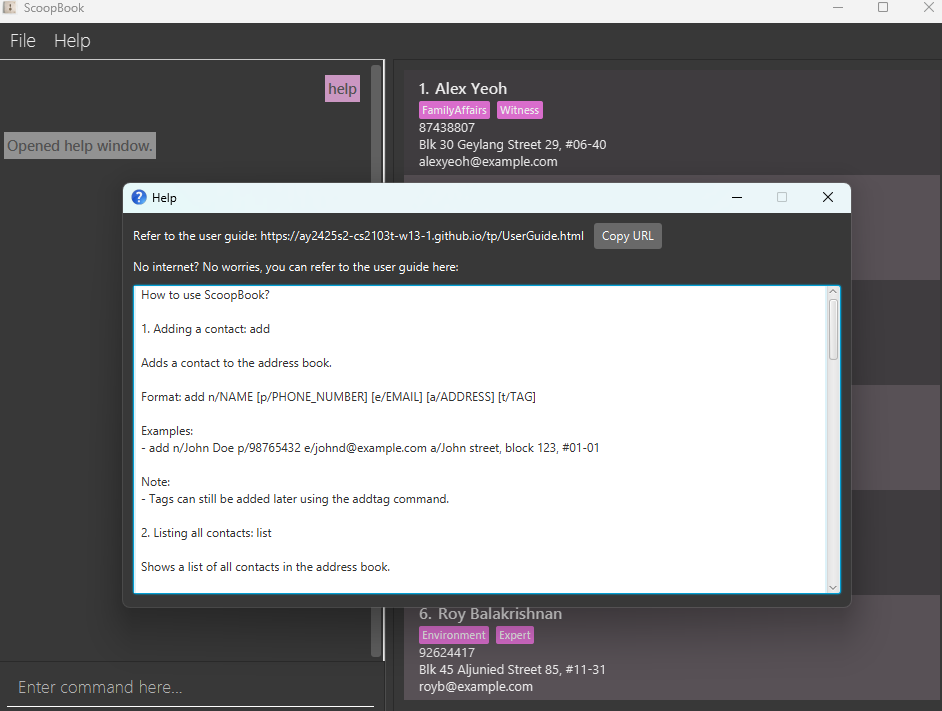 ScoopBook
File Help
help
Opened help window.
1. Alex Yeoh
FamilyAffairs Witness
87438807
Blk 30 Geylang Street 29, #06-40
alexyeoh@example.com
Help
Refer to the user guide: https://ay2425s2-cs2103t-w13-1.github.io/tp/UserGuide.html Copy URL
No internet? No worries, you can refer to the user guide here:
How to use ScoopBook?
1. Adding a contact: add
Adds a contact to the address book.
Format: add n/NAME [p/PHONE_NUMBER] [e/EMAIL] [a/ADDRESS] [t/TAG]
Examples:
- add n/John Doe p/98765432 e/johnd@example.com a/John street, block 123, #01-01
Note:
- Tags can still be added later using the addtag command.
2. Listing all contacts: list
Shows a list of all contacts in the address book.
6. Roy Balakrishnan
Environment Expert
92624417
Blk 45 Aljunied Street 85, #11-31
royb@example.com
Enter command here...